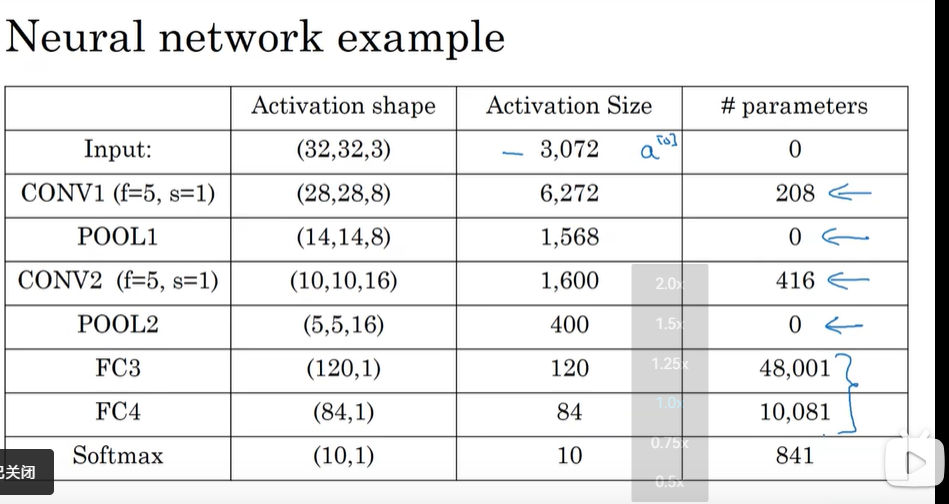 Neural network example
Activation shape Activation Size # parameters
Input: (32,32,3) – 3,072 a[0] 0
CONV1 (f=5, s=1) (28,28,8) 6,272 208
POOL1 (14,14,8) 1,568 0
CONV2 (f=5, s=1) (10,10,16) 1,600 416
2.0x
POOL2 (5,5,16) 400 0
1.5x
FC3 (120,1) 120 48,001
1.25x
FC4 (84,1) 84 10,081
1.0x
Softmax (10,1) 10 841
0.75x
已关闭
0.5x